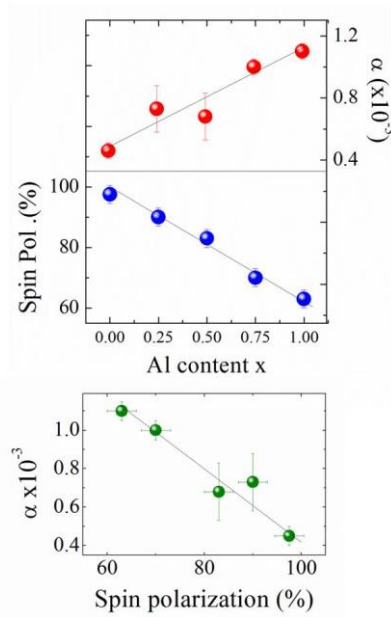 1.2
0.8
0.4
α (x10⁻³)
100
80
60
Spin Pol .(%)
0.00 0.25 0.50 0.75 1.00
Al content x
1.0
0.8
0.6
0.4
α x10⁻³
60 80 100
Spin polarization (%)